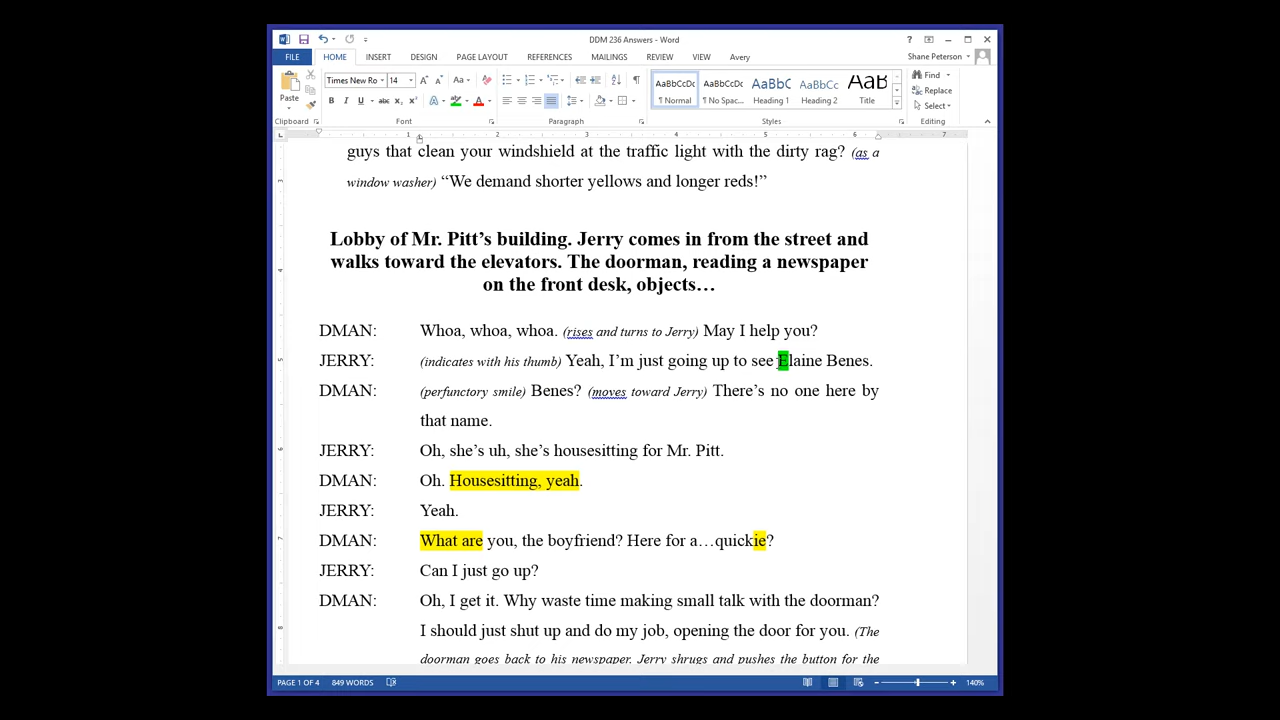 DDM 236 Answers - Word
FILE HOME INSERT DESIGN PAGE LAYOUT REFERENCES MAILINGS REVIEW VIEW Avery Shane Peterson
Times New Ro 14 Find
Paste Replace
Select
AaBbCcDc AaBbCcDc AaBbC AaBbCc AaB
¶ Normal ¶ No Spac... Heading 1 Heading 2 Title
Clipboard Font Paragraph Styles Editing
1 2 3 4 5 6 7
guys that clean your windshield at the traffic light with the dirty rag? (as a
window washer) “We demand shorter yellows and longer reds!”
Lobby of Mr. Pitt’s building. Jerry comes in from the street and
walks toward the elevators. The doorman, reading a newspaper
on the front desk, objects…
DMAN: Whoa, whoa, whoa. (rises and turns to Jerry) May I help you?
JERRY: (indicates with his thumb) Yeah, I’m just going up to see Elaine Benes.
DMAN: (perfunctory smile) Benes? (moves toward Jerry) There’s no one here by
that name.
JERRY: Oh, she’s uh, she’s housesitting for Mr. Pitt.
DMAN: Oh. Housesitting, yeah.
JERRY: Yeah.
DMAN: What are you, the boyfriend? Here for a…quickie?
JERRY: Can I just go up?
DMAN: Oh, I get it. Why waste time making small talk with the doorman?
I should just shut up and do my job, opening the door for you. (The
doorman goes back to his newspaper. Jerry shrugs and pushes the button for the
PAGE 1 OF 4 849 WORDS 140%